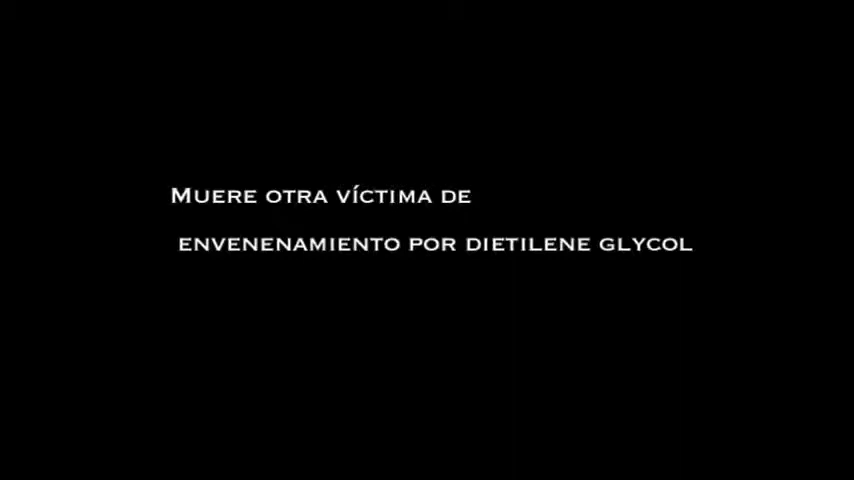 Muere otra víctima de
envenenamiento por dietilene glycol